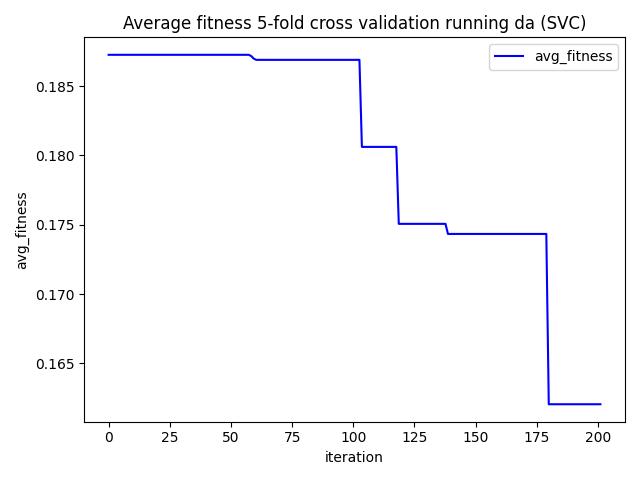 Average fitness 5-fold cross validation running da (SVC)
avg_fitness
0.185
0.180
0.175
0.170
0.165
avg_fitness
0 25 50 75 100 125 150 175 200
iteration